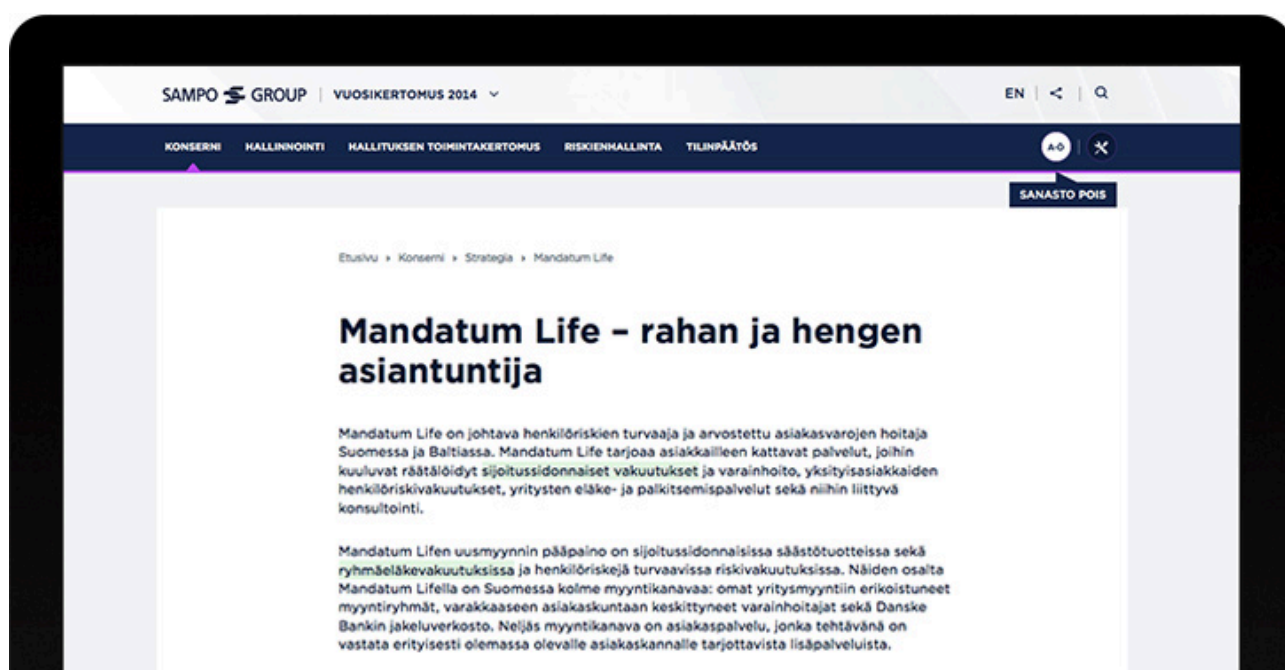 SAMPO GROUP | VUOSIKERTOMUS 2014
EN
KONSERNI HALLINNOINTI HALLITUKSEN TOIMINTAKERTOMUS RISKIENHALLINTA TILINPÄÄTÖS
A-Ö
SANASTO POIS
Etusivu › Konserni › Strategia › Mandatum Life
Mandatum Life – rahan ja hengen
asiantuntija
Mandatum Life on johtava henkilöriskien turvaaja ja arvostettu asiakasvarojen hoitaja
Suomessa ja Baltiassa. Mandatum Life tarjoaa asiakkailleen kattavat palvelut, joihin
kuuluvat räätälöidyt sijoitussidonnaiset vakuutukset ja varainhoito, yksityisasiakkaiden
henkilöriskivakuutukset, yritysten eläke- ja palkitsemispalvelut sekä niihin liittyvä
konsultointi.
Mandatum Lifen uusmyynnin pääpaino on sijoitussidonnaisissa säästötuotteissa sekä
ryhmäeläkevakuutuksissa ja henkilöriskejä turvaavissa riskivakuutuksissa. Näiden osalta
Mandatum Lifella on Suomessa kolme myyntikanavaa: omat yritysmyyntiin erikoistuneet
myyntiryhmät, varakkaaseen asiakaskuntaan keskittyneet varainhoitajat sekä Danske
Bankin jakeluverkosto. Neljäs myyntikanava on asiakaspalvelu, jonka tehtävänä on
vastata erityisesti olemassa olevalle asiakaskannalle tarjottavista lisäpalveluista.